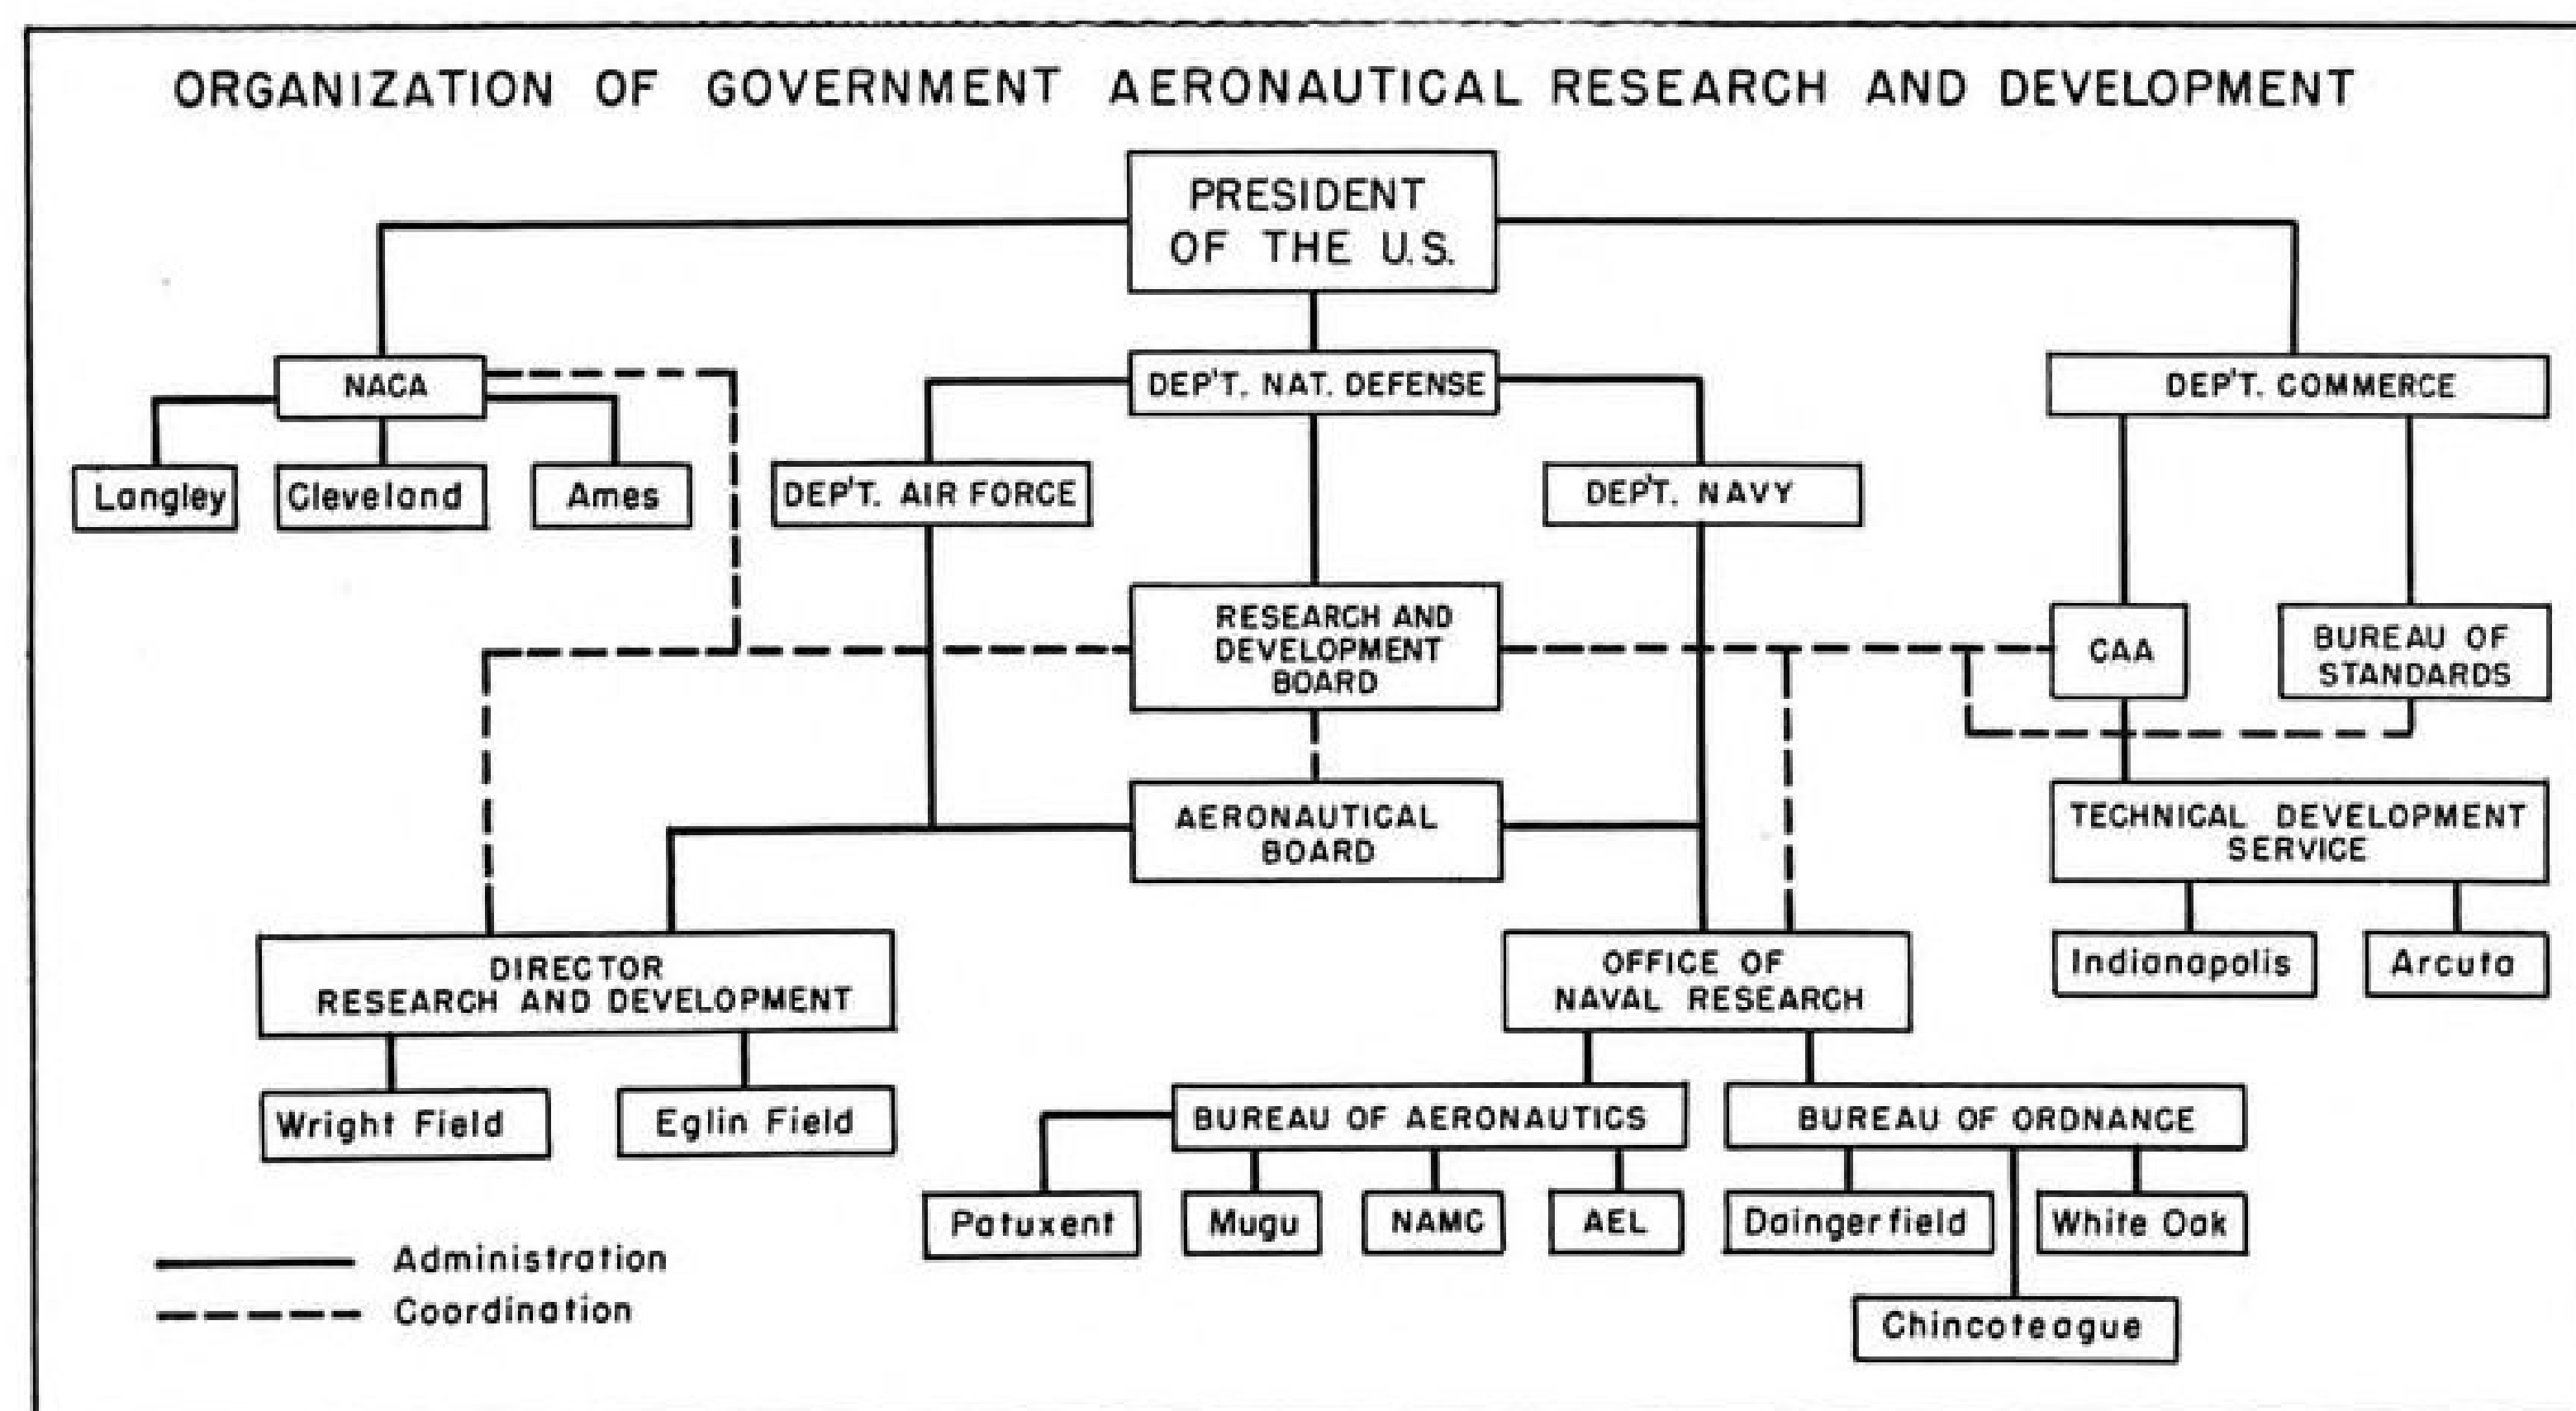 ORGANIZATION OF GOVERNMENT AERONAUTICAL RESEARCH AND DEVELOPMENT
PRESIDENT
OF THE U.S.
NACA
DEP'T. NAT. DEFENSE
DEP'T. COMMERCE
Langley
Cleveland
Ames
DEP'T. AIR FORCE
DEP'T. NAVY
RESEARCH AND
DEVELOPMENT
BOARD
CAA
BUREAU OF
STANDARDS
AERONAUTICAL
BOARD
TECHNICAL DEVELOPMENT
SERVICE
DIRECTOR
RESEARCH AND DEVELOPMENT
OFFICE OF
NAVAL RESEARCH
Indianapolis
Arcuta
Wright Field
Eglin Field
BUREAU OF AERONAUTICS
BUREAU OF ORDNANCE
Patuxent
Mugu
NAMC
AEL
Daingerfield
White Oak
Chincoteague
Administration
Coordination